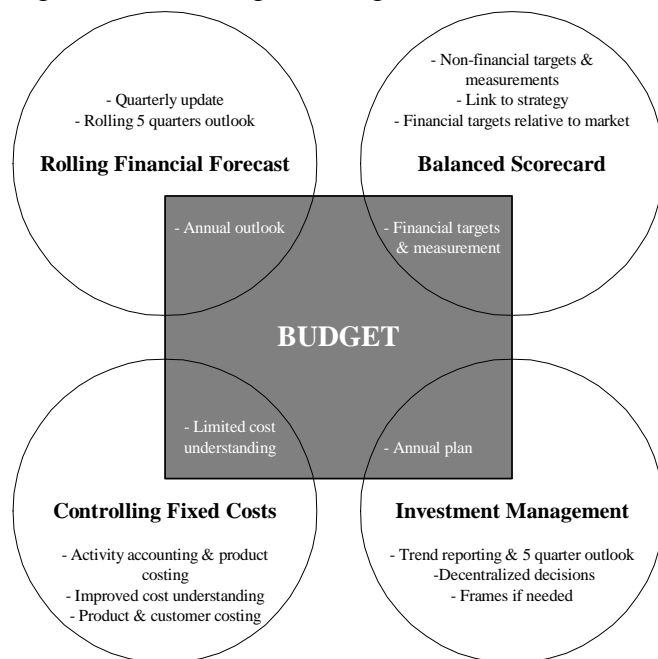 - Quarterly update
- Rolling 5 quarters outlook
Rolling Financial Forecast
- Non-financial targets &
measurements
- Link to strategy
- Financial targets relative to market
Balanced Scorecard
- Annual outlook
- Financial targets
& measurement
BUDGET
- Limited cost
understanding
- Annual plan
Controlling Fixed Costs
- Activity accounting & product
costing
- Improved cost understanding
- Product & customer costing
Investment Management
- Trend reporting & 5 quarter outlook
-Decentralized decisions
- Frames if needed